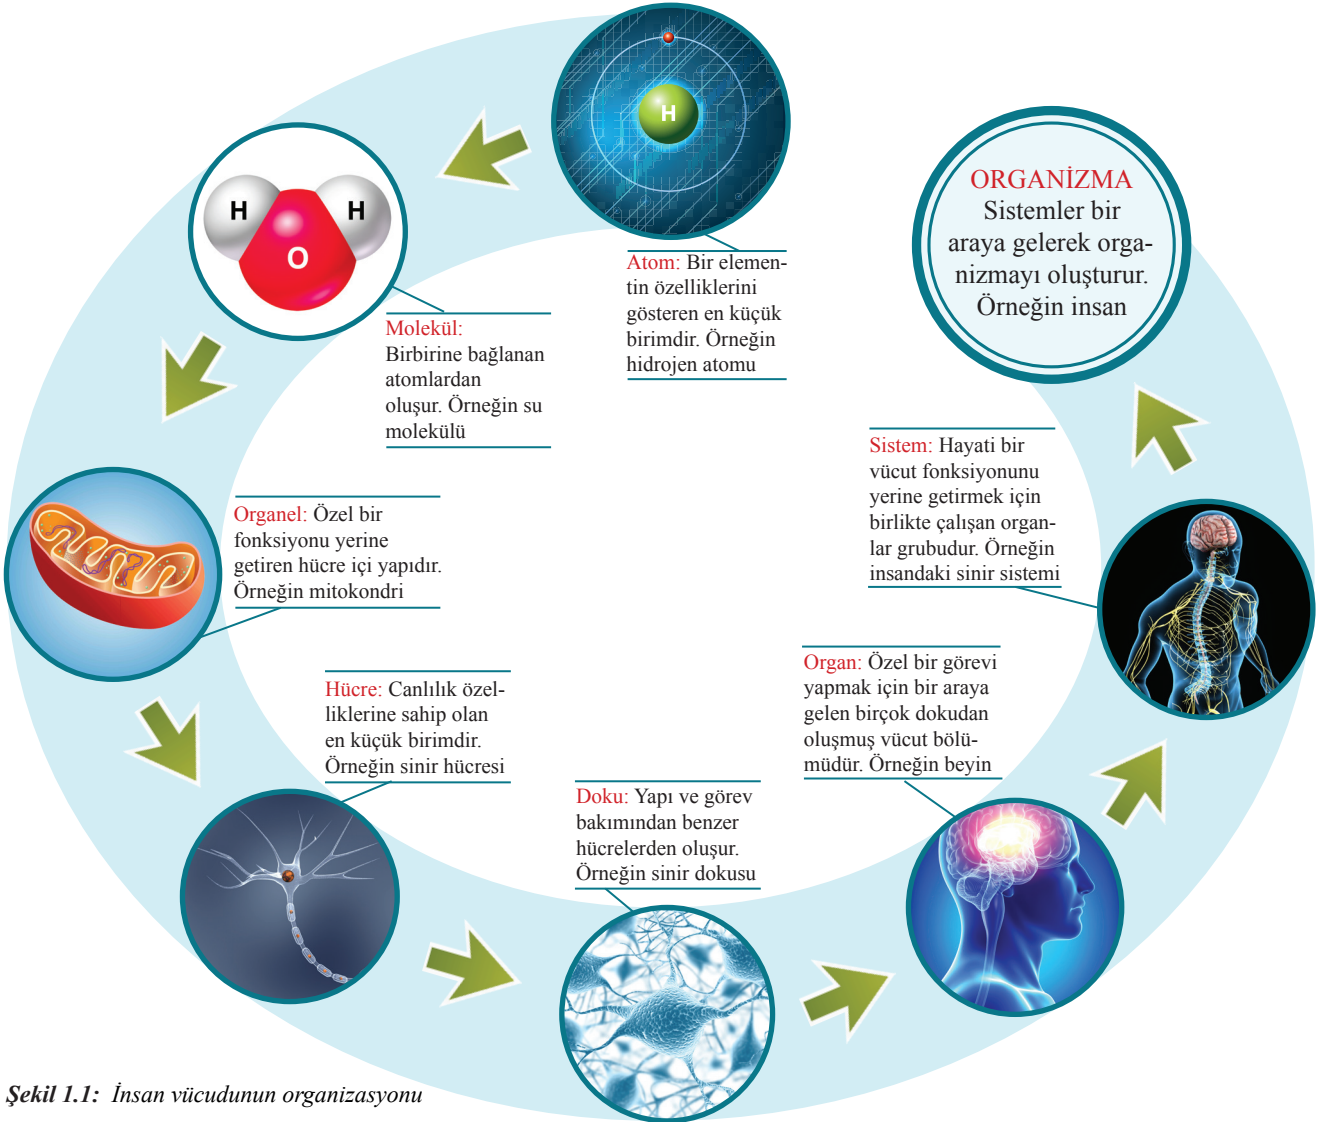 H
Atom: Bir elemen-
tin özelliklerini
gösteren en küçük
birimdir. Örneğin
hidrojen atomu
H
H
O
Molekül:
Birbirine bağlanan
atomlardan
oluşur. Örneğin su
molekülü
Organel: Özel bir
fonksiyonu yerine
getiren hücre içi yapıdır.
Örneğin mitokondri
Hücre: Canlılık özel-
liklerine sahip olan
en küçük birimdir.
Örneğin sinir hücresi
Doku: Yapı ve görev
bakımından benzer
hücrelerden oluşur.
Örneğin sinir dokusu
Organ: Özel bir görevi
yapmak için bir araya
gelen birçok dokudan
oluşmuş vücut bölü-
müdür. Örneğin beyin
Sistem: Hayati bir
vücut fonksiyonunu
yerine getirmek için
birlikte çalışan organ-
lar grubudur. Örneğin
insandaki sinir sistemi
ORGANİZMA
Sistemler bir
araya gelerek orga-
nizmayı oluşturur.
Örneğin insan
Şekil 1.1: İnsan vücudunun organizasyonu